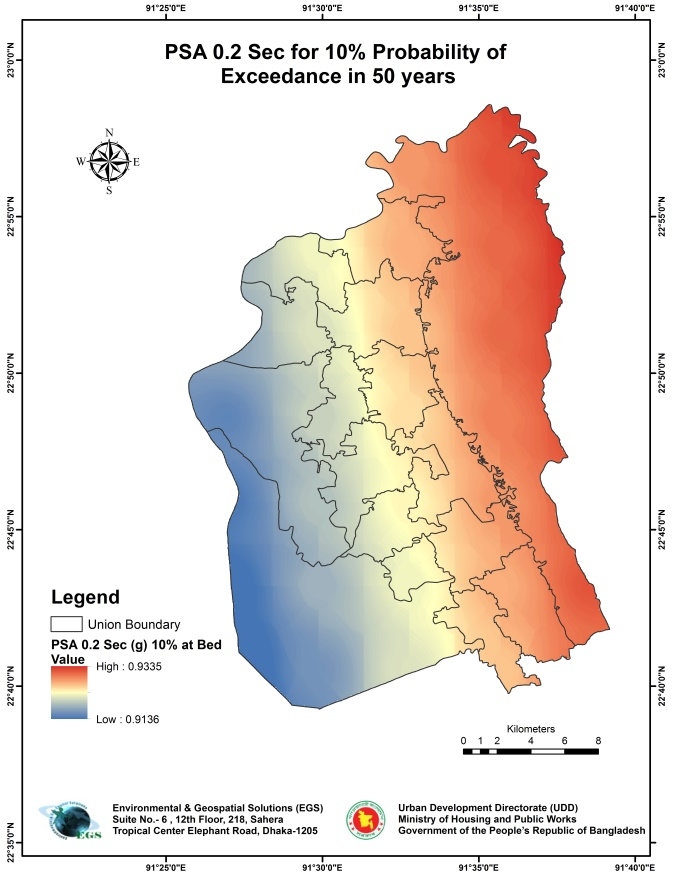 91°25'0"E 91°30'0"E 91°35'0"E 91°40'0"E
PSA 0.2 Sec for 10% Probability of
Exceedance in 50 years
N
W E
S
23°0'0"N 23°0'0"N
22°55'0"N 22°55'0"N
22°50'0"N 22°50'0"N
22°45'0"N 22°45'0"N
22°40'0"N 22°40'0"N
22°35'0"N 22°35'0"N
Legend
Union Boundary
PSA 0.2 Sec (g) 10% at Bed
Value
High : 0.9335
Low : 0.9136
Kilometers
0 1 2 4 6 8
EGS
Environmental & Geospatial Solutions (EGS)
Suite No.- 6 , 12th Floor, 218, Sahera
Tropical Center Elephant Road, Dhaka-1205
Urban Development Directorate (UDD)
Ministry of Housing and Public Works
Government of the People's Republic of Bangladesh
91°25'0"E 91°30'0"E 91°35'0"E 91°40'0"E